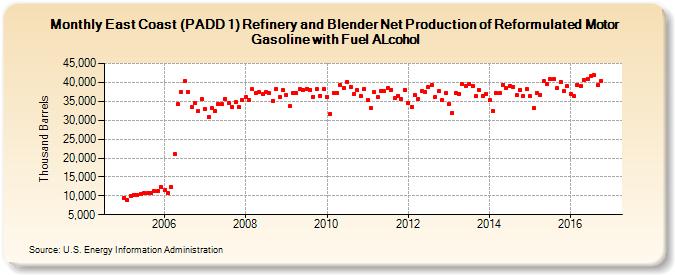 Monthly East Coast (PADD 1) Refinery and Blender Net Production of Reformulated Motor
Gasoline with Fuel ALcohol
Thousand Barrels
45,000
40,000
35,000
30,000
25,000
20,000
15,000
10,000
5,000
2006 2008 2010 2012 2014 2016
Source: U.S. Energy Information Administration